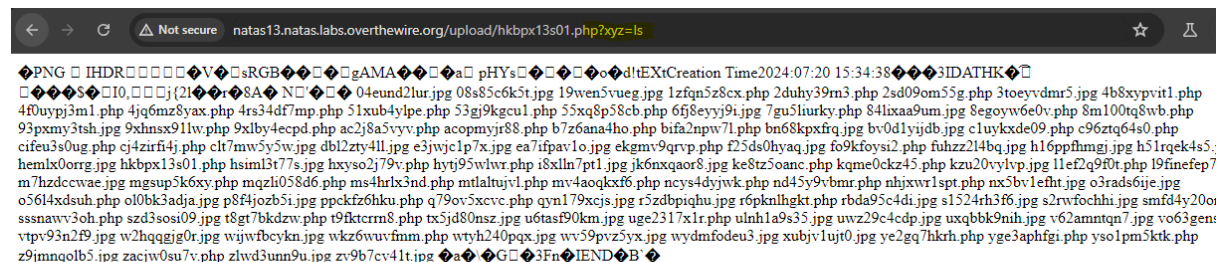 Not secure natas13.natas.labs.overthewire.org/upload/hkbpx13s01.php?xyz=ls
�PNG □ IHDR□□□□□�V�□sRGB��□�□gAMA��□�a□ pHYs□�□�□�o�d!tEXtCreation Time2024:07:20 15:34:38���3IDATHK�
□���$�□I0,□□□j{2l��r�8A� N□'�□� 04eund2lur.jpg 08s85c6k5t.jpg 19wen5vueg.jpg 1zfqn5z8cx.php 2duhy39rn3.php 2sd09om55g.php 3toeyvdmr5.jpg 4b8xypvit1.php
4f0uypj3m1.php 4jq6mz8yax.php 4rs34df7mp.php 51xub4ylpe.php 53gj9kgcu1.php 55xq8p58cb.php 6fj8eyyj9i.jpg 7gu5liurky.php 84lixaa9um.jpg 8egoyw6e0v.php 8m100tq8wb.php
93pxmy3tsh.jpg 9xhnsx91lw.php 9xlby4ecpd.php ac2j8a5vyv.php acopmyjr88.php b7z6ana4ho.php bifa2npw7l.php bn68kpxfrq.jpg bv0d1yijdb.jpg c1uykxde09.php c96ztq64s0.php
cifeu3s0ug.php cj4zirfi4j.php clt7mw5y5w.jpg dbl2zty4ll.jpg e3jwjc1p7x.jpg ea7ifpav1o.jpg ekgmv9qrvp.php f25ds0hyaq.jpg fo9kfoysi2.php fuhzz2l4bq.jpg h16ppfhmgj.jpg h51rqek4s5.j
hemlx0orrg.jpg hkbpx13s01.php hsiml3t77s.jpg hxyso2j79v.php hytj95wlwr.php i8xlln7pt1.jpg jk6nxqaor8.jpg ke8tz5oanc.php kqme0ckz45.php kzu20vylvp.jpg l1ef2q9f0t.php l9finefep7
m7hzdccwae.jpg mgsup5k6xy.php mqzli058d6.php ms4hrlx3nd.php mtlaltujvl.php mv4aoqkxf6.php ncys4dyjwk.php nd45y9vbmr.php nhjxwr1spt.php nx5bv1efht.jpg o3rads6ije.jpg
o56l4xdsuh.php ol0bk3adja.jpg p8f4jozb5i.jpg ppckfz6hku.php q79ov5xcvc.php qyn179xcjs.jpg r5zdbpiqhu.jpg r6pknlhgkt.php rbda95c4di.php s1524rh3f6.jpg s2rwfochhi.jpg smfd4y20or
sssnawv3oh.php szd3sosi09.jpg t8gt7bkdzw.php t9fktcrrn8.php tx5jd80nsz.jpg u6tasf90km.jpg uge2317x1r.php ulnh1a9s35.jpg uwz29c4cdp.jpg uxqbbk9nih.jpg v62amntqn7.jpg vo63gens
vtpv93n2f9.jpg w2hqqgjg0r.jpg wijwfbcykn.jpg wkz6wuvfmm.php wtyh240pqx.jpg wv59pvz5yx.jpg wydmfodeu3.jpg xubjv1ujt0.jpg ye2gq7hkrh.php yge3aphfgi.php yso1pm5ktk.php
z9jmnqolb5.jpg zacjw0su7v.php zlwd3unn9u.jpg zv9b7cv41t.jpg �a�\�G□�3Fn�IEND�B`�